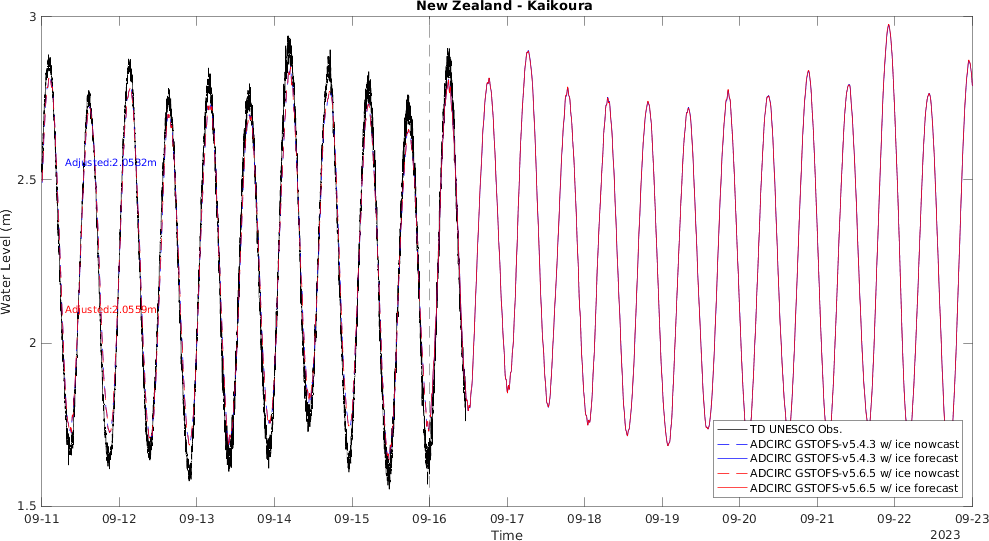 New Zealand - Kaikoura
Water Level (m)
3
2.5
2
1.5
Adjusted:2.0582m
Adjusted:2.0559m
TD UNESCO Obs.
ADCIRC GSTOFS-v5.4.3 w/ ice nowcast
ADCIRC GSTOFS-v5.4.3 w/ ice forecast
ADCIRC GSTOFS-v5.6.5 w/ ice nowcast
ADCIRC GSTOFS-v5.6.5 w/ ice forecast
09-11 09-12 09-13 09-14 09-15 09-16 09-17 09-18 09-19 09-20 09-21 09-22 09-23
Time
2023